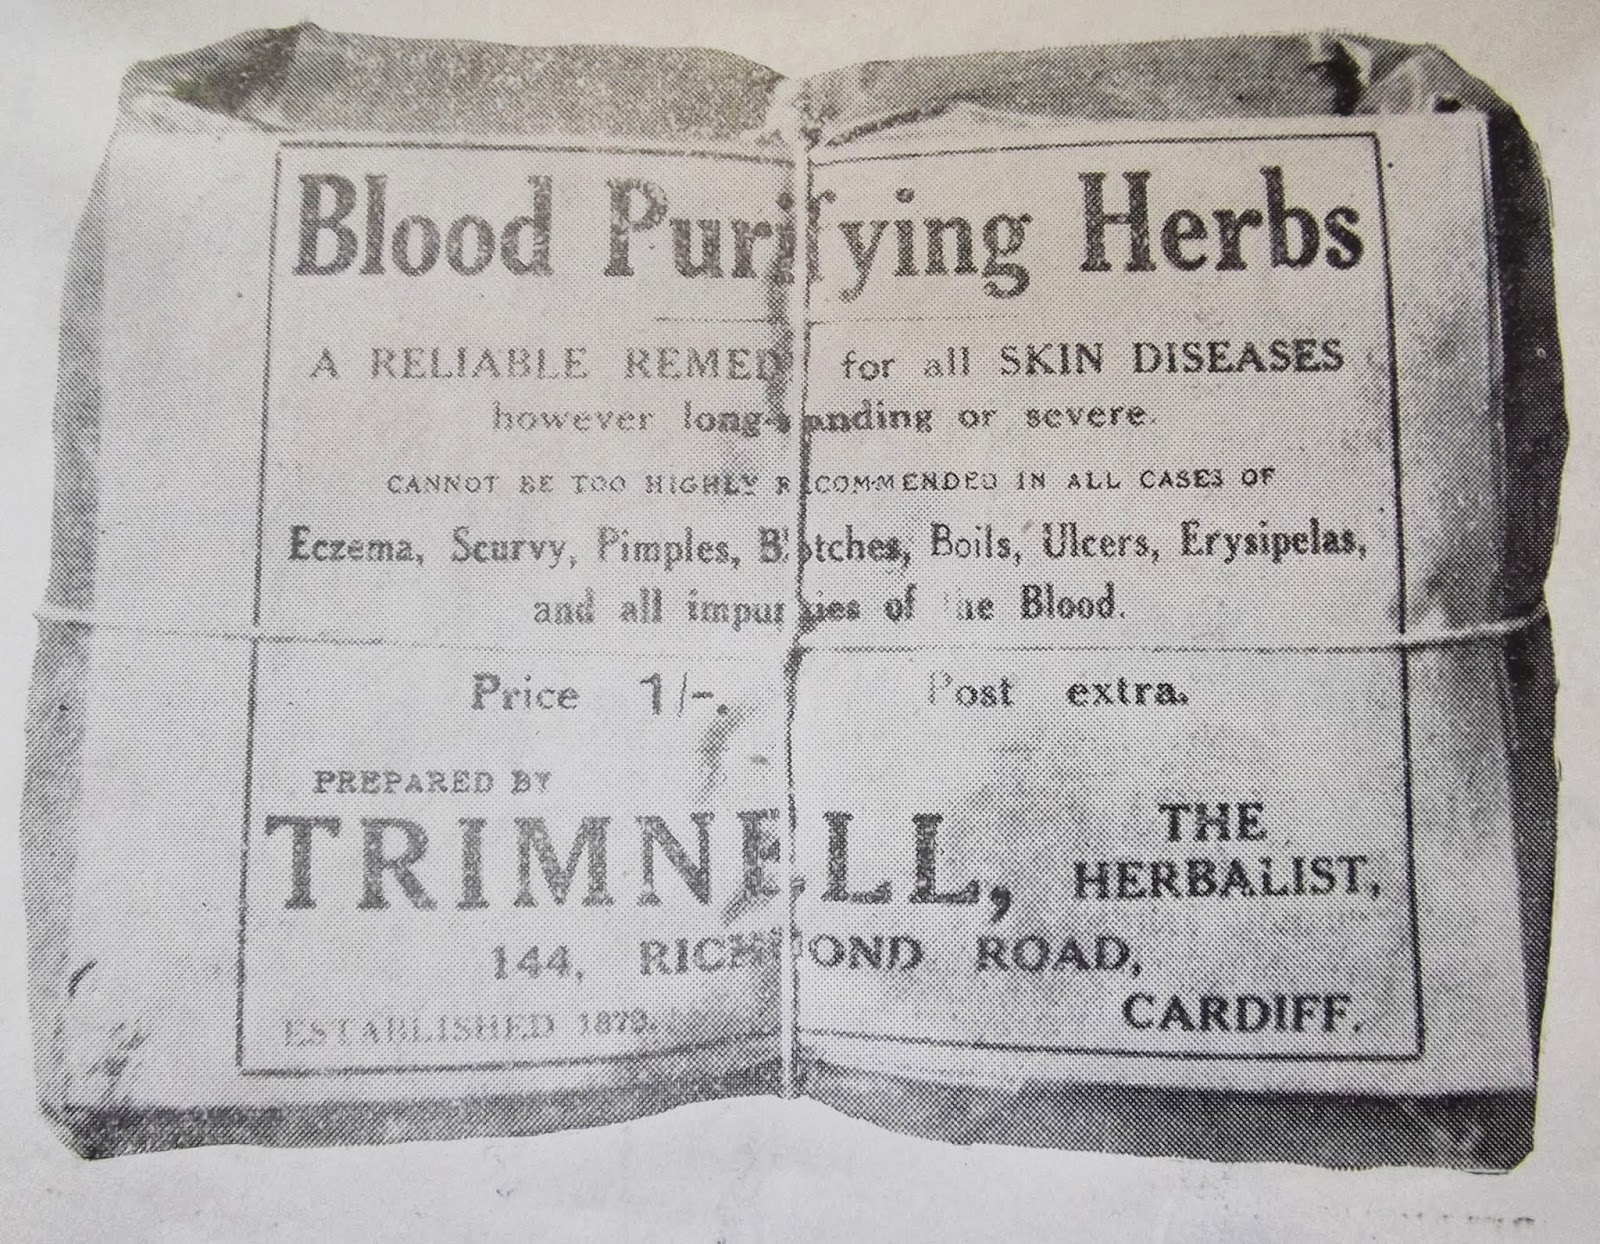 Blood Purifying Herbs
A RELIABLE REMEDY for all SKIN DISEASES
however long-standing or severe.
CANNOT BE TOO HIGHLY RECOMMENDED IN ALL CASES OF
Eczema, Scurvy, Pimples, Blotches, Boils, Ulcers, Erysipelas,
and all impurities of the Blood.
Price 1/-. Post extra.
PREPARED BY
TRIMNELL, THE HERBALIST,
144, RICHMOND ROAD,
CARDIFF.
ESTABLISHED 1879.